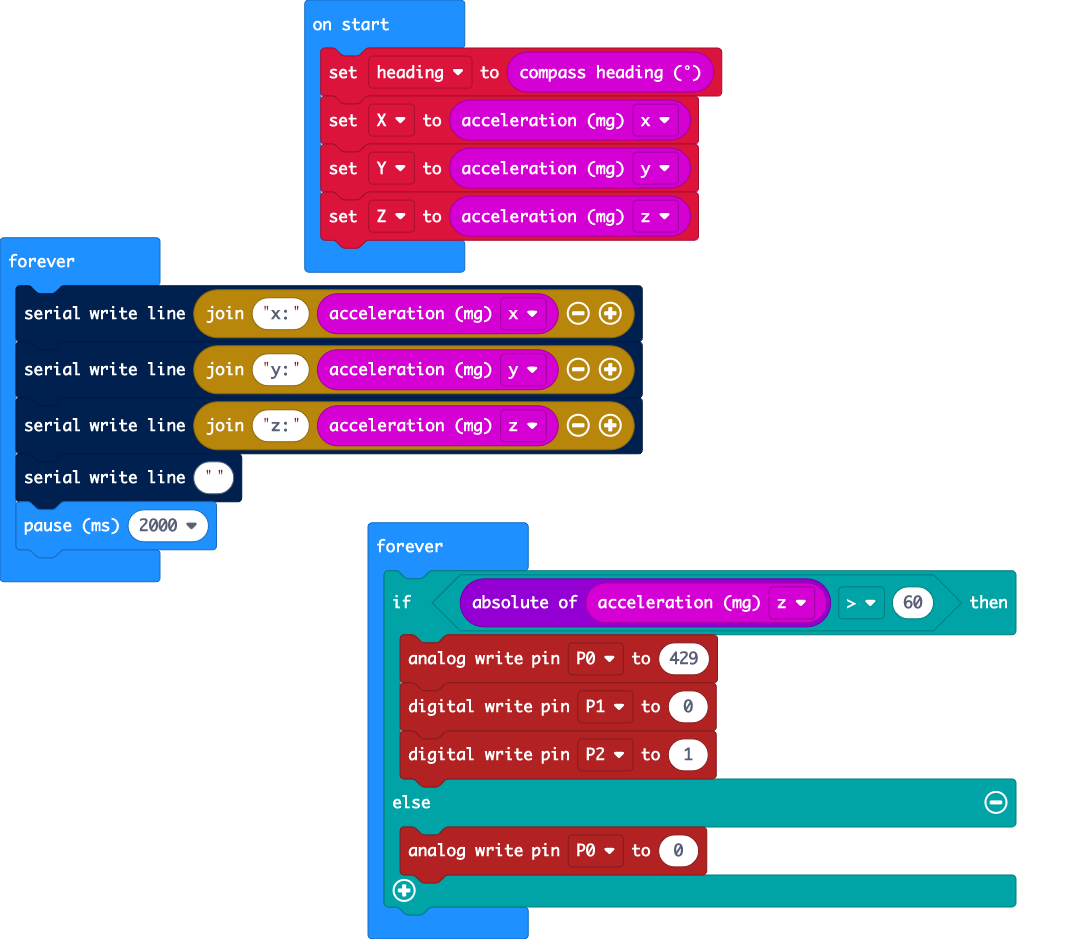 on start
set heading to compass heading (°)
set X to acceleration (mg) x
set Y to acceleration (mg) y
set Z to acceleration (mg) z
forever
serial write line join "x:" acceleration (mg) x
serial write line join "y:" acceleration (mg) y
serial write line join "z:" acceleration (mg) z
serial write line " "
pause (ms) 2000
forever
if absolute of acceleration (mg) z > 60 then
analog write pin P0 to 429
digital write pin P1 to 0
digital write pin P2 to 1
else
analog write pin P0 to 0